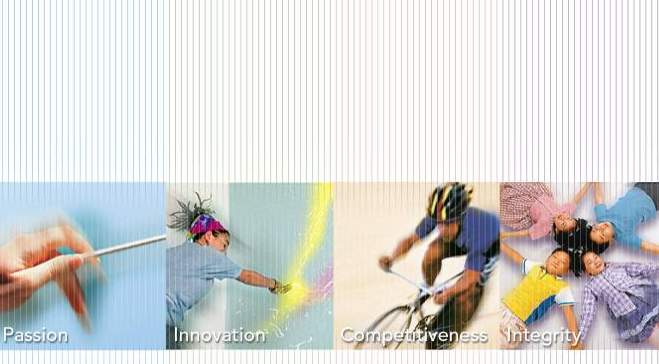 Passion
Innovation
Competitiveness
Integrity